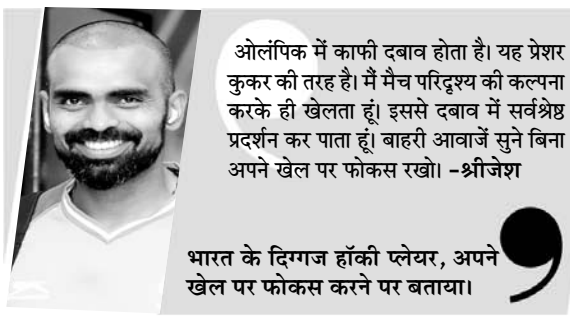 ओलंपिक में काफी दबाव होता है। यह प्रेशर
कुकर की तरह है। मैं मैच परिदृश्य की कल्पना
करके ही खेलता हूं। इससे दबाव में सर्वश्रेष्ठ
प्रदर्शन कर पाता हूं। बाहरी आवाजें सुने बिना
अपने खेल पर फोकस रखो। -श्रीजेश
भारत के दिग्गज हॉकी प्लेयर, अपने
खेल पर फोकस करने पर बताया।